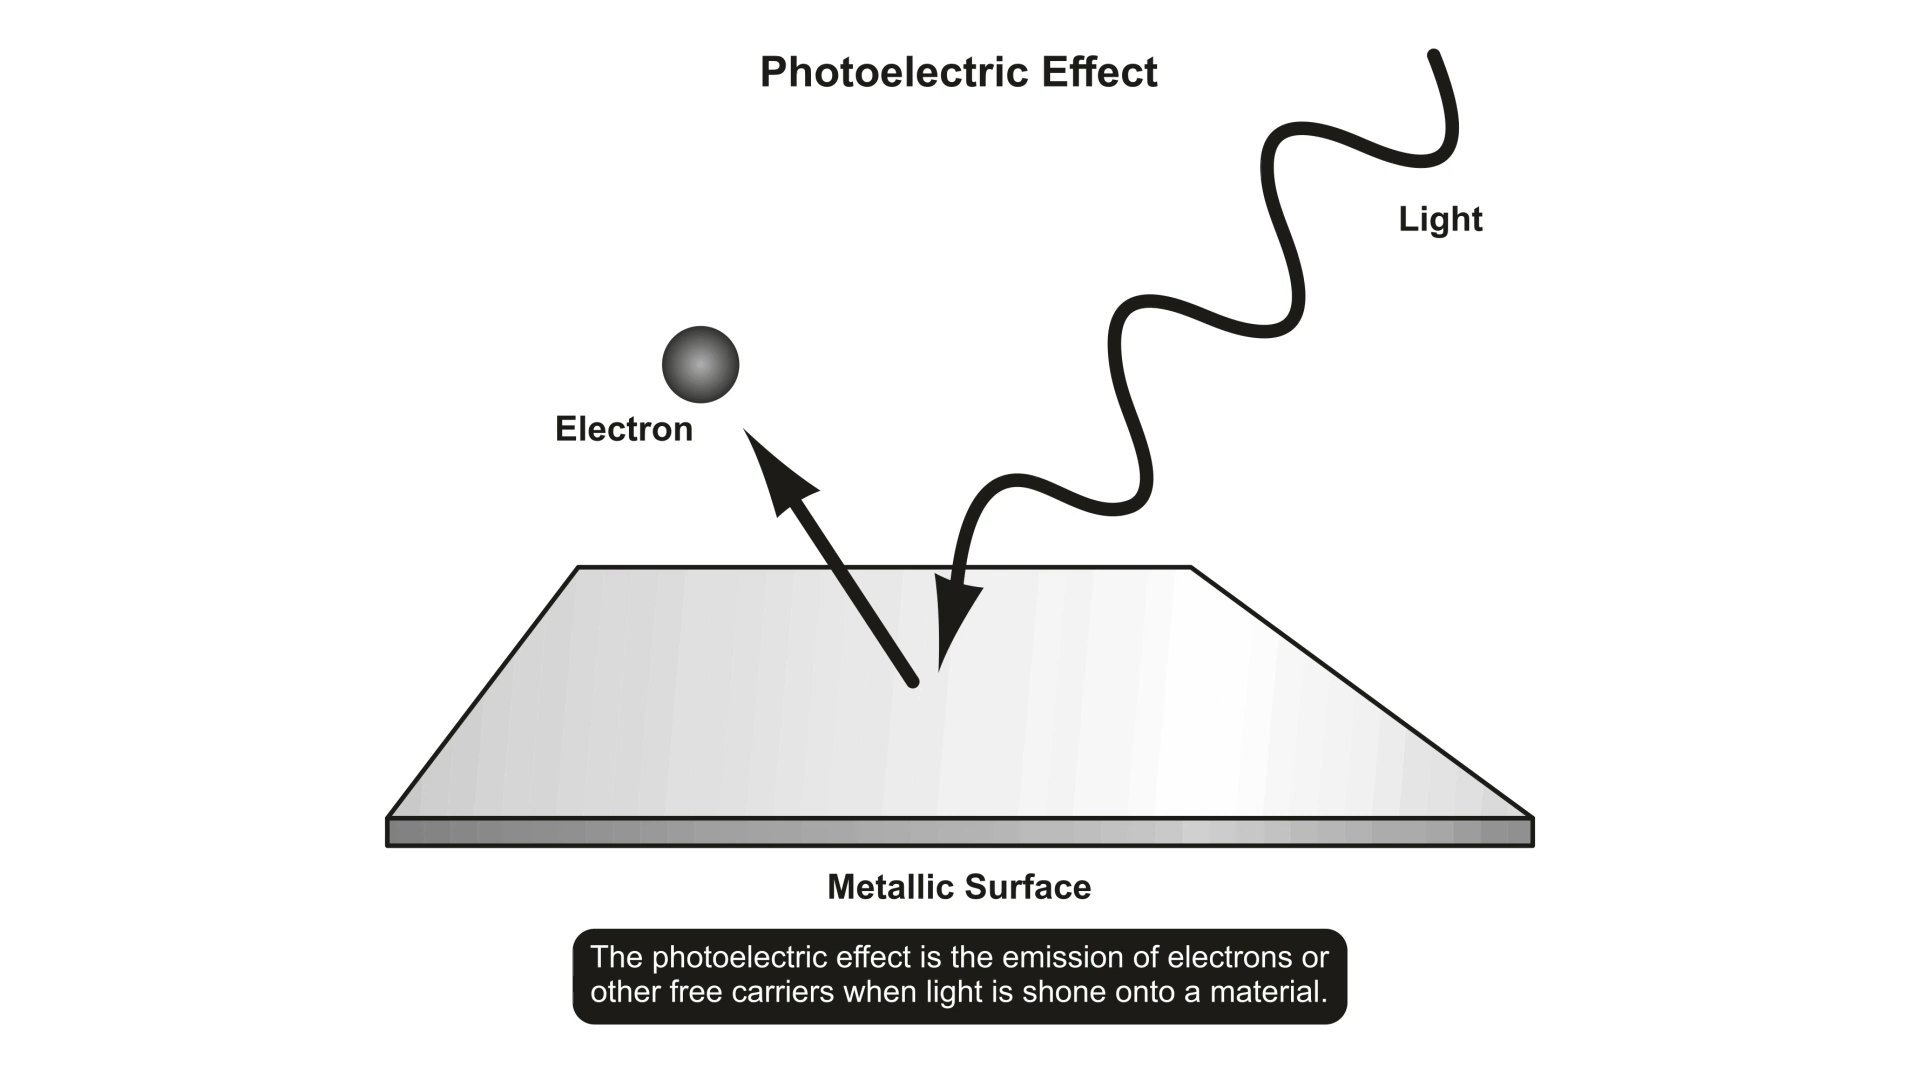 Photoelectric Effect
Light
Electron
Metallic Surface
The photoelectric effect is the emission of electrons or
other free carriers when light is shone onto a material.